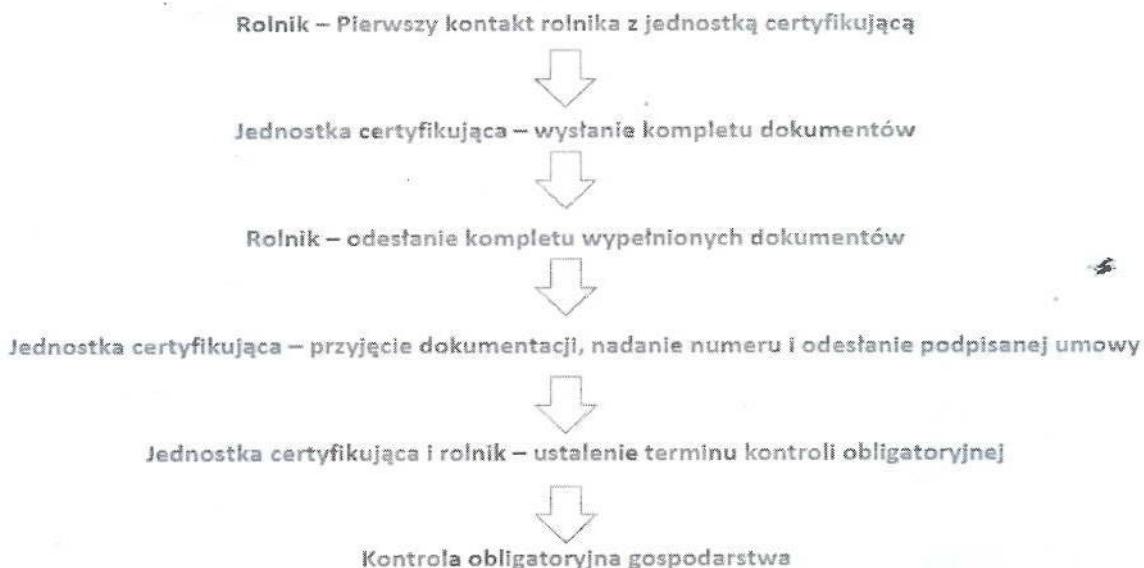 Rolnik – Pierwszy kontakt rolnika z jednostką certyfikującą
Jednostka certyfikująca – wysłanie kompletu dokumentów
Rolnik – odesłanie kompletu wypełnionych dokumentów
Jednostka certyfikująca – przyjęcie dokumentacji, nadanie numeru i odesłanie podpisanej umowy
Jednostka certyfikująca i rolnik – ustalenie terminu kontroli obligatoryjnej
Kontrola obligatoryjna gospodarstwa